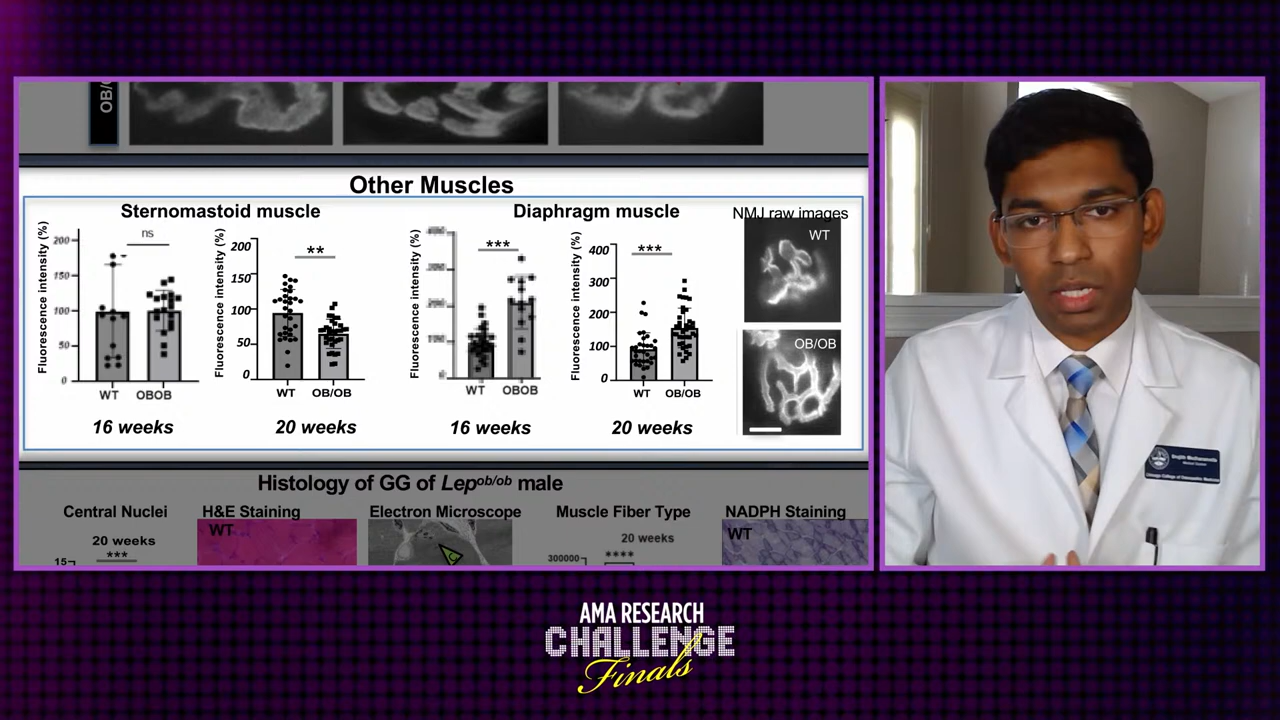 OB/
Other Muscles
Sternomastoid muscle
Diaphragm muscle
NMJ raw images
Fluorescence intensity (%)
200
150
100
50
0
ns
WT OBOB
16 weeks
Fluorescence intensity (%)
200
150
100
50
0
**
WT OB/OB
20 weeks
Fluorescence intensity (%)
***
WT OBOB
16 weeks
Fluorescence intensity (%)
400
300
200
100
0
***
WT OB/OB
20 weeks
WT
OB/OB
Histology of GG of Lepob/ob male
Central Nuclei
20 weeks
***
15
H&E Staining
WT
Electron Microscope
Muscle Fiber Type
20 weeks
****
300000
NADPH Staining
WT
AMA RESEARCH
CHALLENGE
Finals